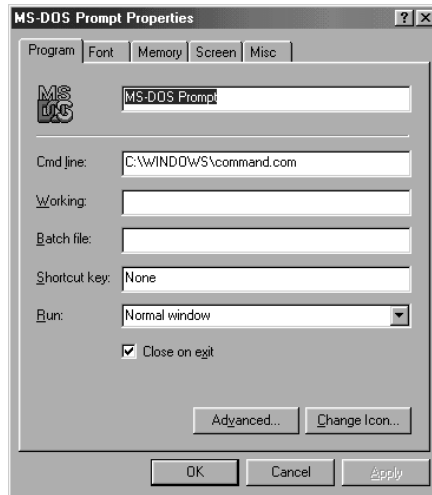 MS-DOS Prompt Properties
Program Font Memory Screen Misc
MS DOS
MS-DOS Prompt
Cmd line: C:\WINDOWS\command.com
Working:
Batch file:
Shortcut key: None
Run: Normal window
Close on exit
Advanced... Change Icon...
OK Cancel Apply